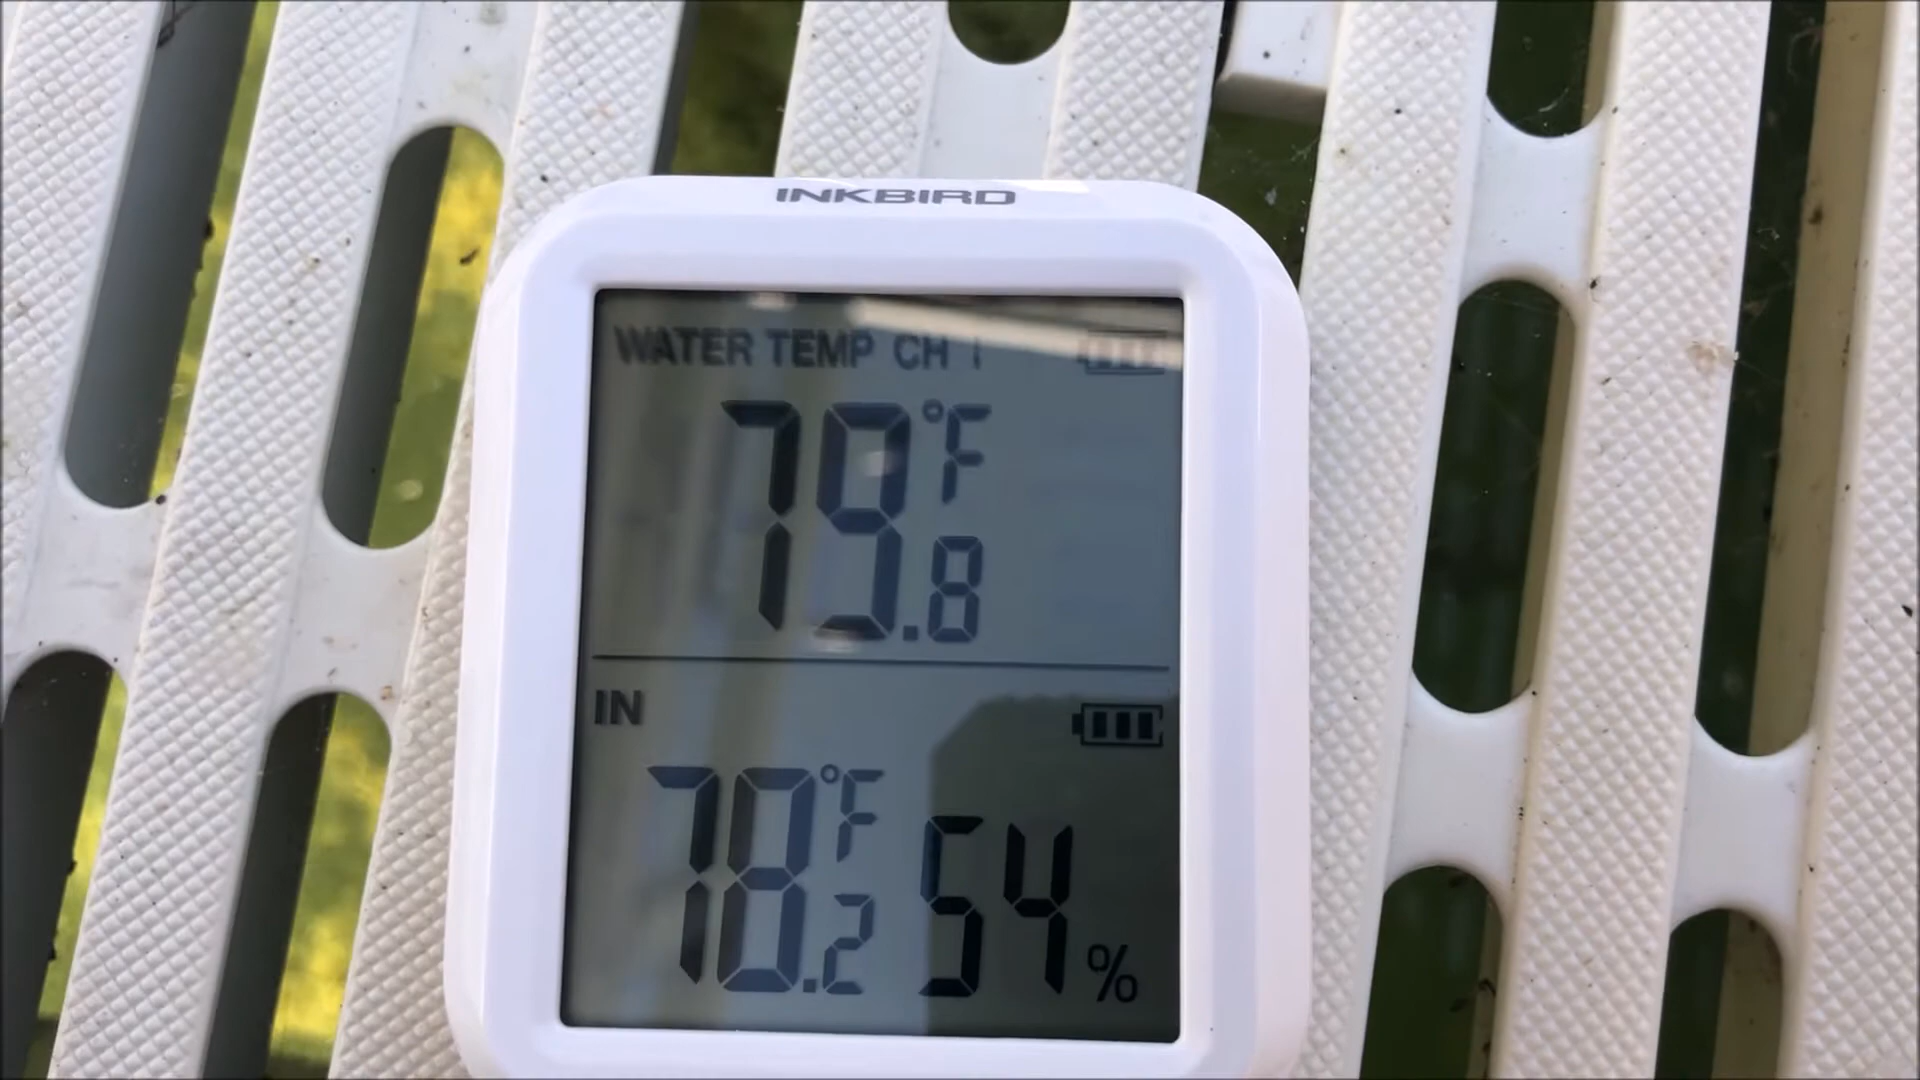 INKBIRD
WATER TEMP CH 1
79.8 °F
IN
78.2 °F 54 %